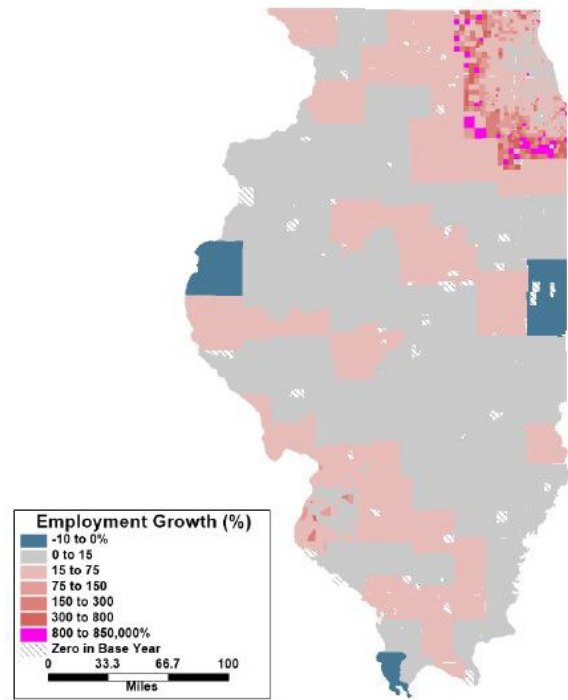 Employment Growth (%)
-10 to 0%
0 to 15
15 to 75
75 to 150
150 to 300
300 to 800
800 to 850,000%
Zero in Base Year
0 33.3 66.7 100
Miles